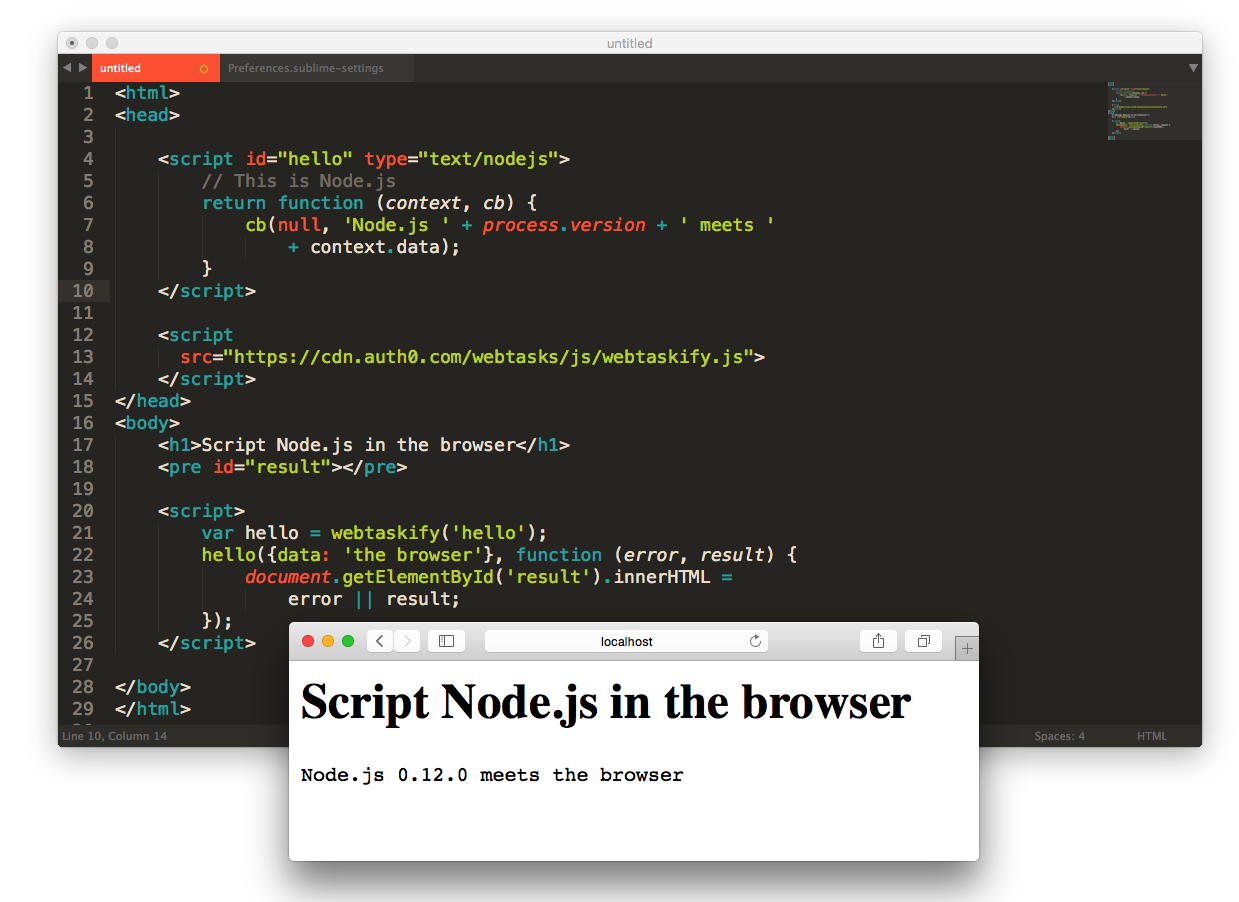 untitled
untitled
Preferences.sublime-settings
1 <html>
2 <head>
3
4     <script id="hello" type="text/nodejs">
5         // This is Node.js
6         return function (context, cb) {
7             cb(null, 'Node.js ' + process.version + ' meets '
8                 + context.data);
9         }
10     </script>
11
12     <script
13       src="https://cdn.auth0.com/webtasks/js/webtaskify.js">
14     </script>
15 </head>
16 <body>
17     <h1>Script Node.js in the browser</h1>
18     <pre id="result"></pre>
19
20     <script>
21         var hello = webtaskify('hello');
22         hello({data: 'the browser'}, function (error, result) {
23             document.getElementById('result').innerHTML =
24                 error || result;
25         });
26     </script>
27
28 </body>
29 </html>
Line 10, Column 14
Spaces: 4
HTML
localhost
Script Node.js in the browser
Node.js 0.12.0 meets the browser